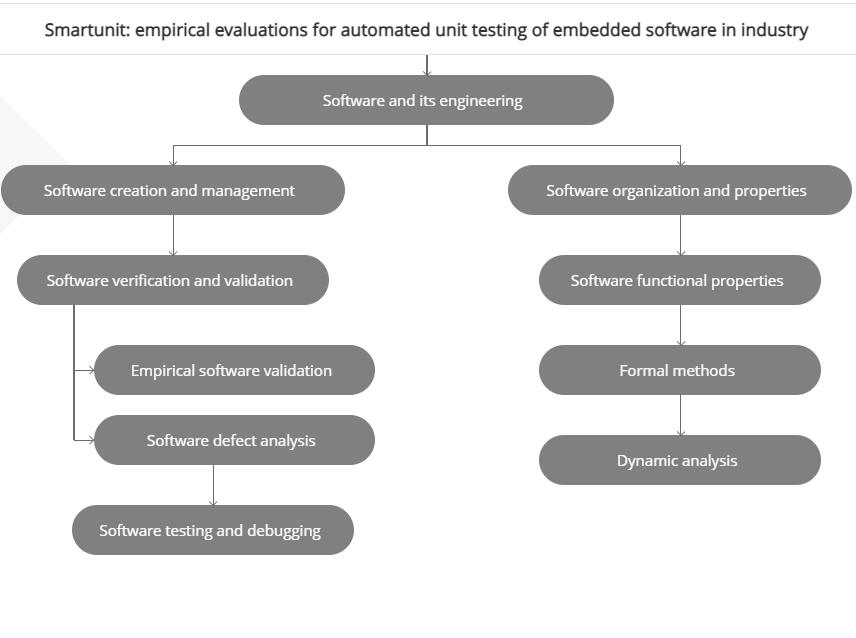 Smartunit: empirical evaluations for automated unit testing of embedded software in industry
Software and its engineering
Software creation and management
Software organization and properties
Software verification and validation
Software functional properties
Empirical software validation
Formal methods
Software defect analysis
Dynamic analysis
Software testing and debugging